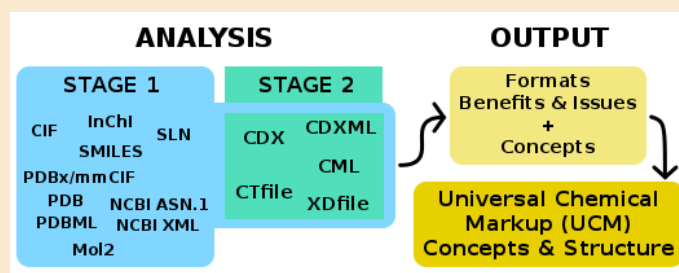 ANALYSIS
OUTPUT
STAGE 1
CIF
InChI
SLN
SMILES
PDBx/mmCIF
PDB
NCBI ASN.1
PDBML
NCBI XML
Mol2
STAGE 2
CDX
CDXML
CML
CTfile
XDfile
Formats
Benefits & Issues
+
Concepts
Universal Chemical
Markup (UCM)
Concepts & Structure